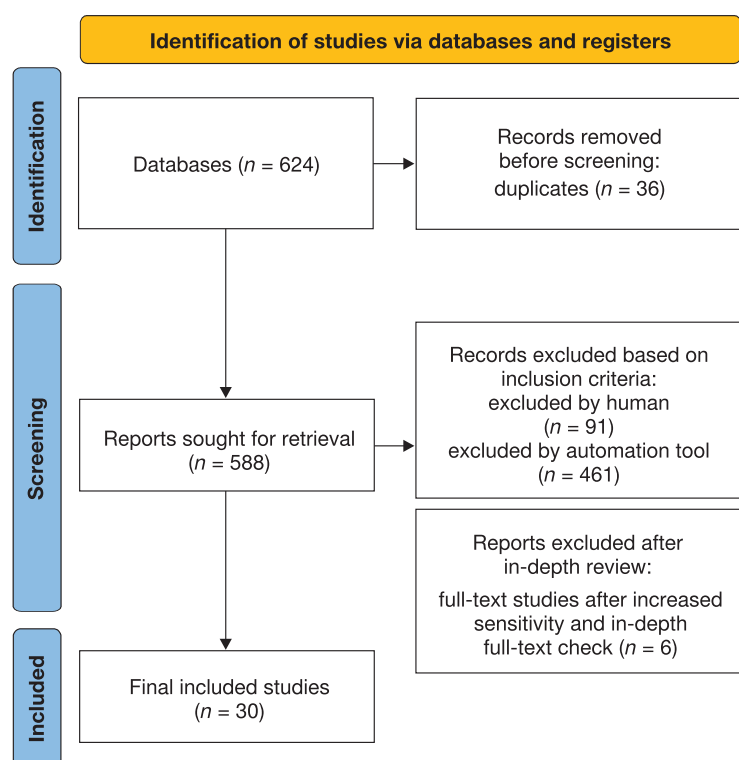 Identification of studies via databases and registers
Identification
Databases (n = 624)
Records removed
before screening:
duplicates (n = 36)
Screening
Reports sought for retrieval
(n = 588)
Records excluded based on
inclusion criteria:
excluded by human
(n = 91)
excluded by automation tool
(n = 461)
Reports excluded after
in-depth review:
full-text studies after increased
sensitivity and in-depth
full-text check (n = 6)
Included
Final included studies
(n = 30)